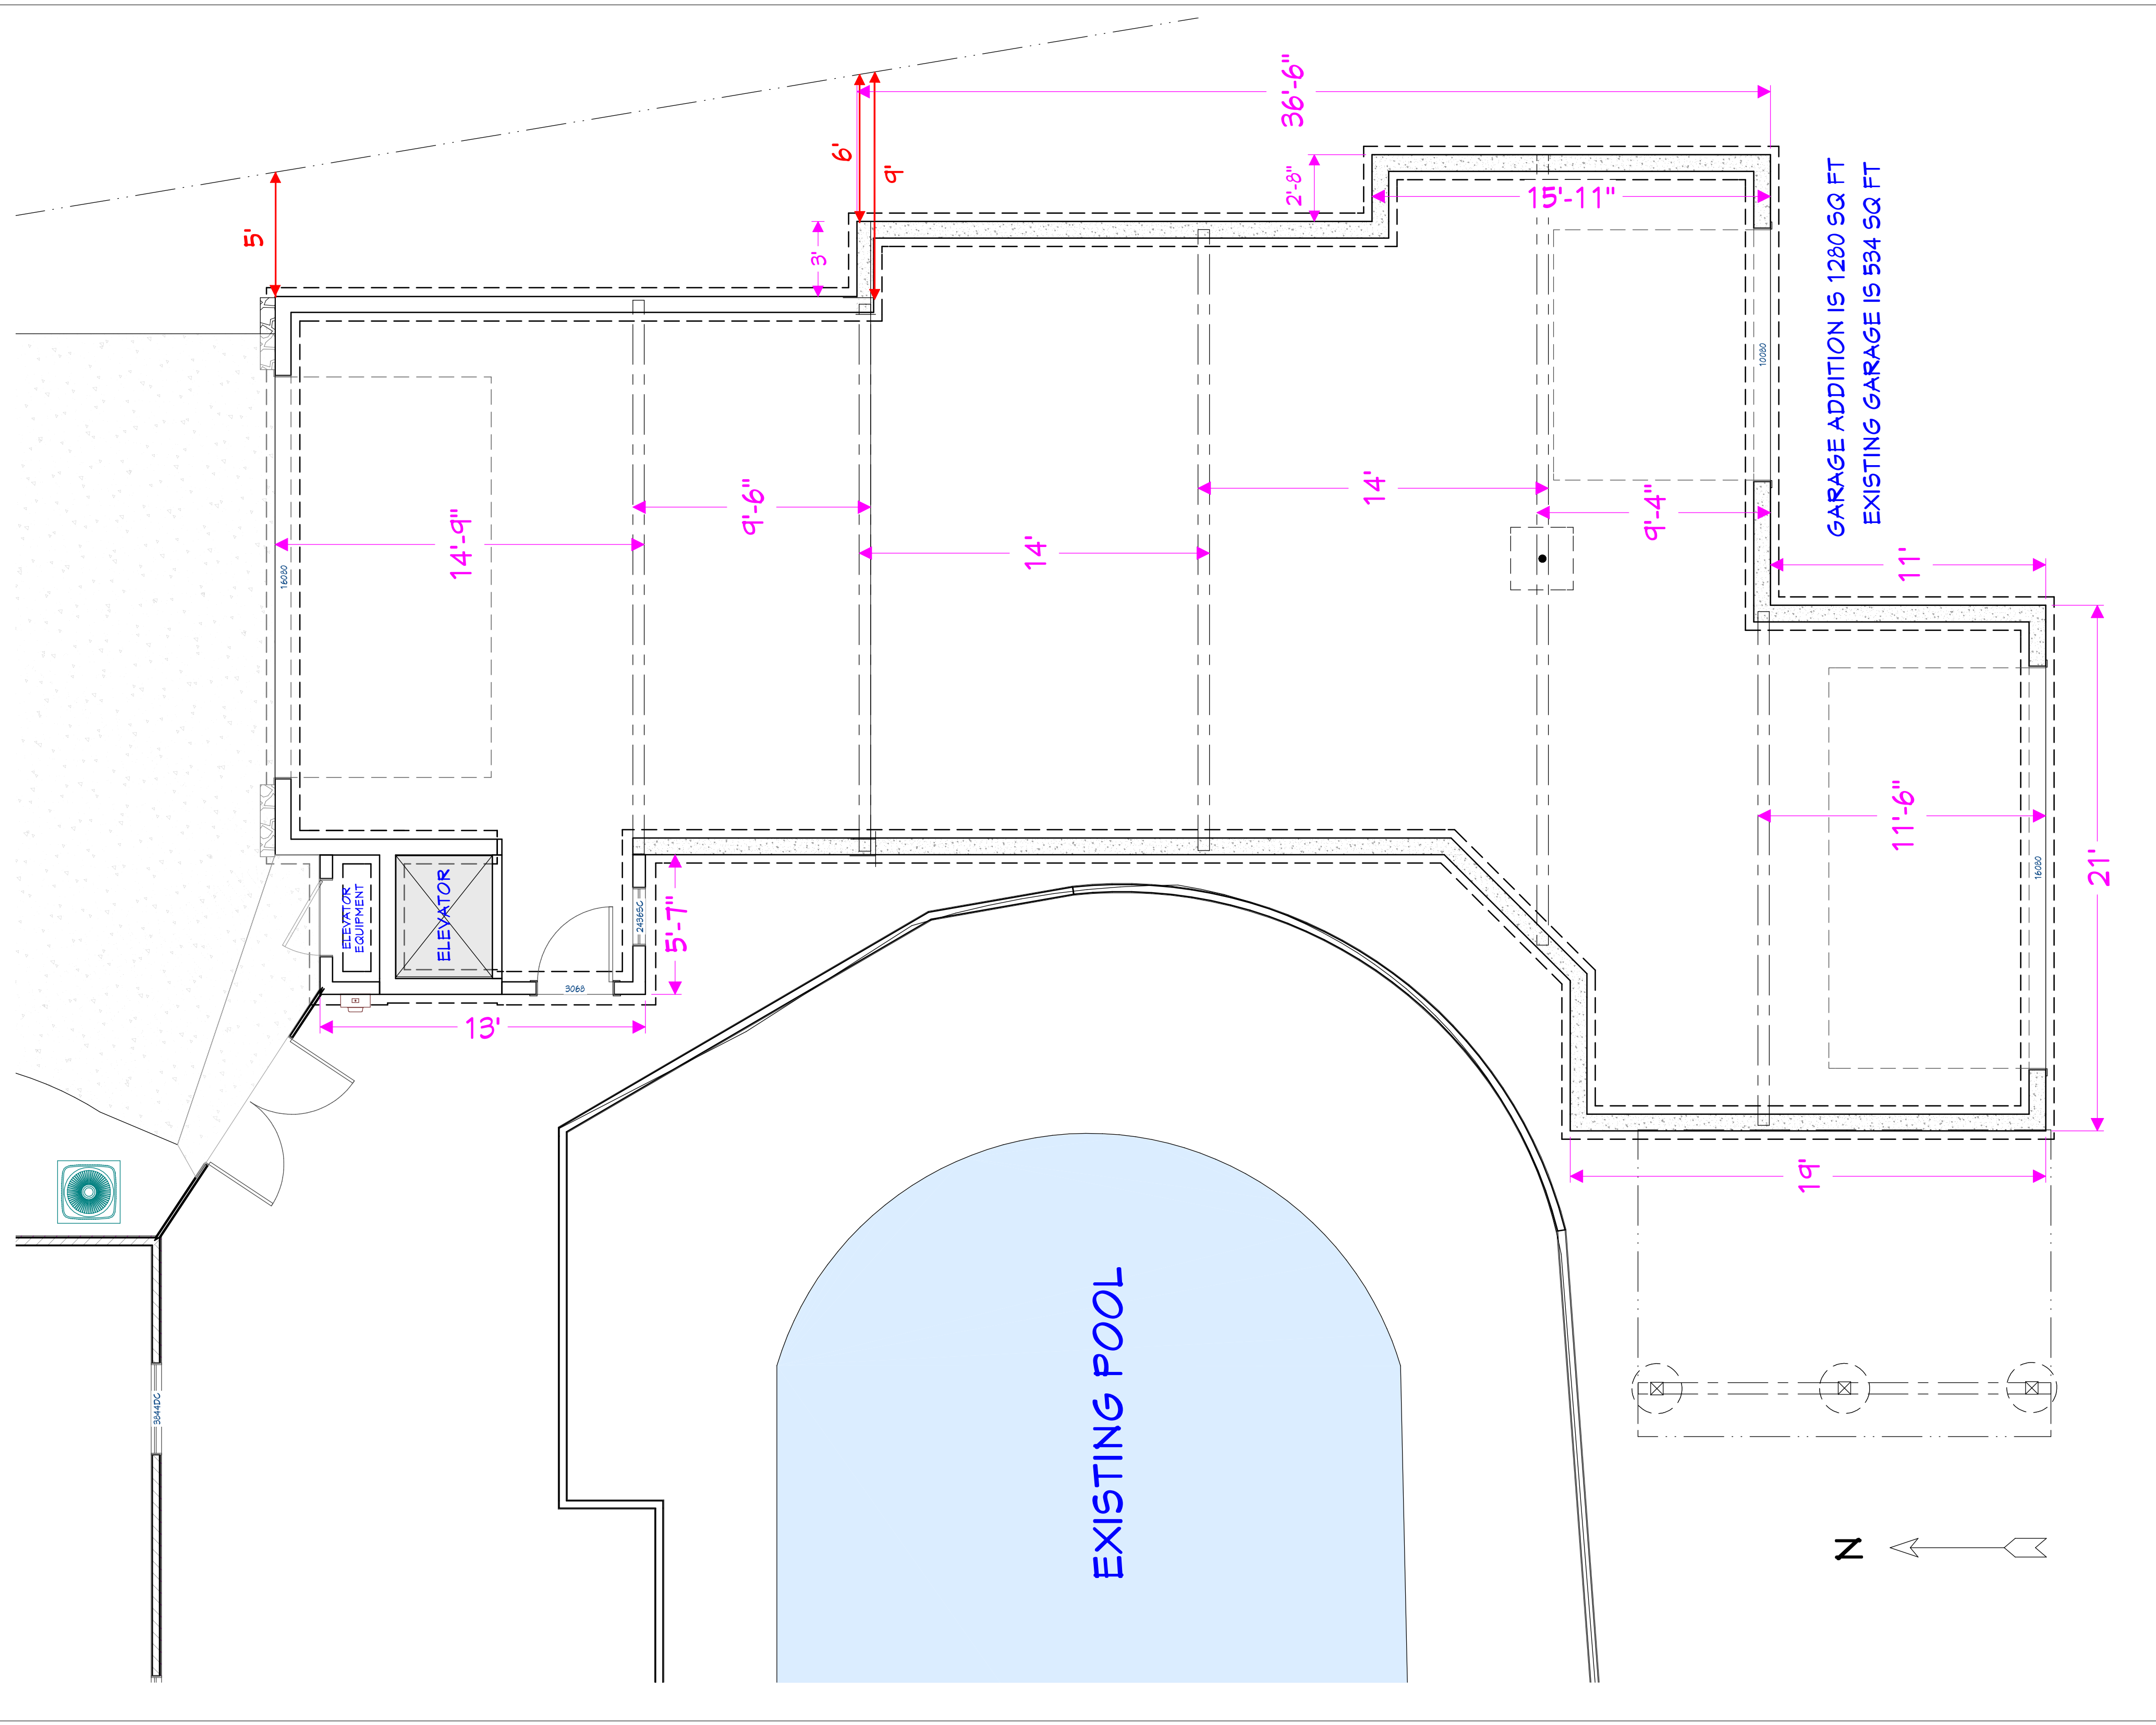 36'-6"
6'
9'
5'
2'-8"
3'
15'-11"
GARAGE ADDITION IS 1280 SQ FT
EXISTING GARAGE IS 534 SQ FT
10080
14'-9"
9'-6"
14'
14'
9'-4"
11'
16080
11'-6"
16080
21'
ELEVATOR
EQUIPMENT
ELEVATOR
2436SC
5'-7"
3068
13'
19'
EXISTING POOL
3844DC
N